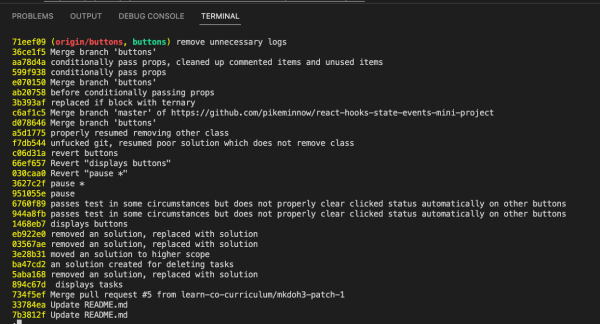 PROBLEMS OUTPUT DEBUG CONSOLE TERMINAL
71eef09 (origin/buttons, buttons) remove unnecessary logs
36ce1f5 Merge branch 'buttons'
aa78d4a conditionally pass props, cleaned up commented items and unused items
599f938 conditionally pass props
e070150 Merge branch 'buttons'
ab20758 before conditionally passing props
3b393af replaced if block with ternary
c6af1c5 Merge branch 'master' of https://github.com/pikeminnow/react-hooks-state-events-mini-project
d078646 Merge branch 'buttons'
a5d1775 properly resumed removing other class
f7db544 unfucked git, resumed poor solution which does not remove class
c06d31a revert buttons
66ef657 Revert "displays buttons"
030caa0 Revert "pause *"
3627c2f pause *
951055e pause
6760f89 passes test in some circumstances but does not properly clear clicked status automatically on other buttons
944a8fb passes test in some circumstances but does not properly clear clicked status automatically on other buttons
1468eb7 displays buttons
eb922e0 removed an solution, replaced with solution
03567ae removed an solution, replaced with solution
3e28b31 moved an solution to higher scope
ba47cd2 an solution created for deleting tasks
5aba168 removed an solution, replaced with solution
894c67d displays tasks
734f5ef Merge pull request #5 from learn-co-curriculum/mkdoh3-patch-1
33784ea Update README.md
7b3812f Update README.md
: